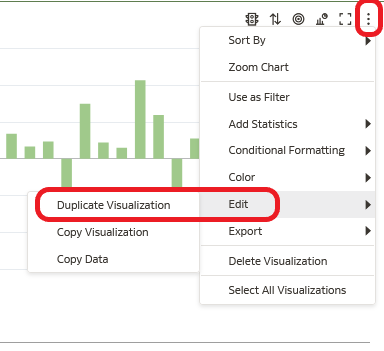 Sort By
Zoom Chart
Use as Filter
Add Statistics
Conditional Formatting
Color
Duplicate Visualization
Edit
Copy Visualization
Export
Copy Data
Delete Visualization
Select All Visualizations